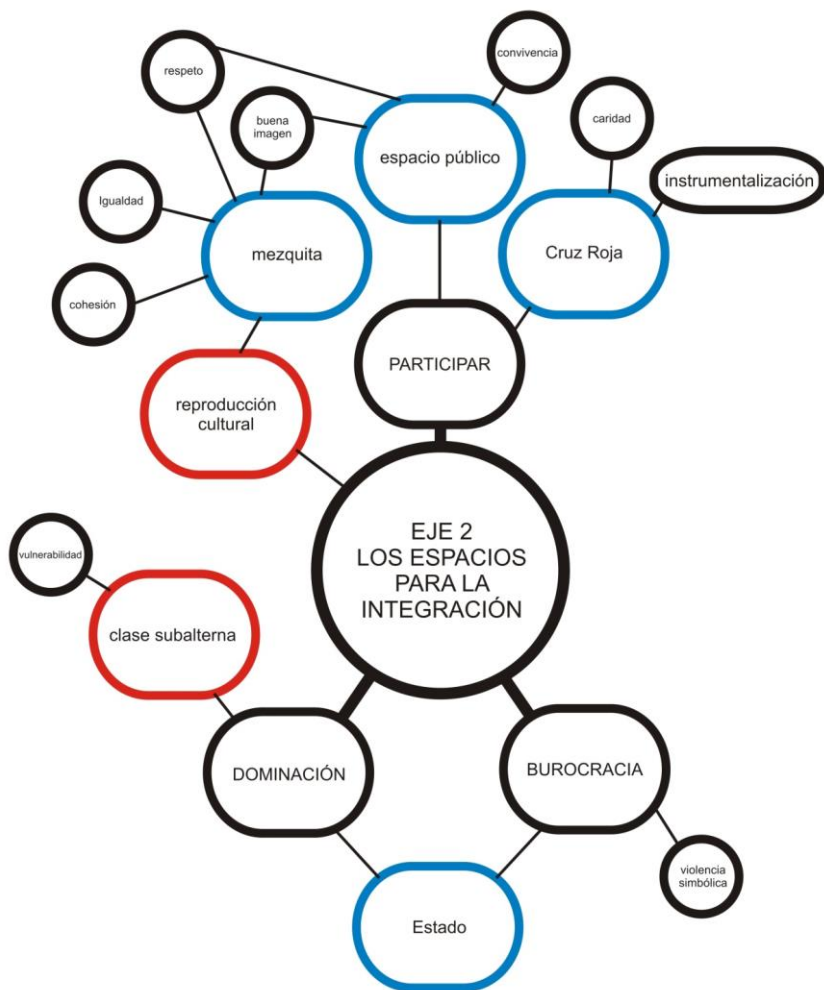 convivencia
respeto
buena
imagen
caridad
espacio público
instrumentalización
Igualdad
mezquita
Cruz Roja
cohesión
PARTICIPAR
reproducción
cultural
EJE 2
LOS ESPACIOS
PARA LA
INTEGRACIÓN
vulnerabilidad
clase subalterna
DOMINACIÓN
BUROCRACIA
violencia
simbólica
Estado